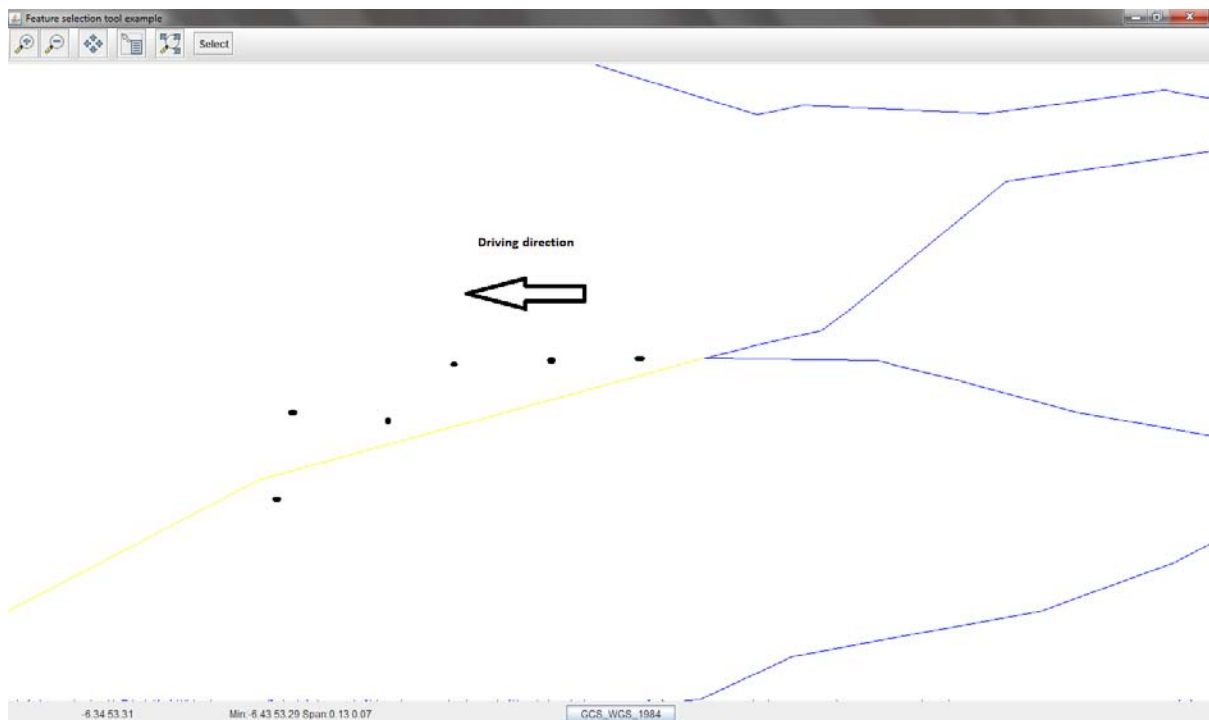 Feature selection tool example
Select
Driving direction
-6.34 53.31
Min:-6.43 53.29 Span:0.13 0.07
GCS_WGS_1984